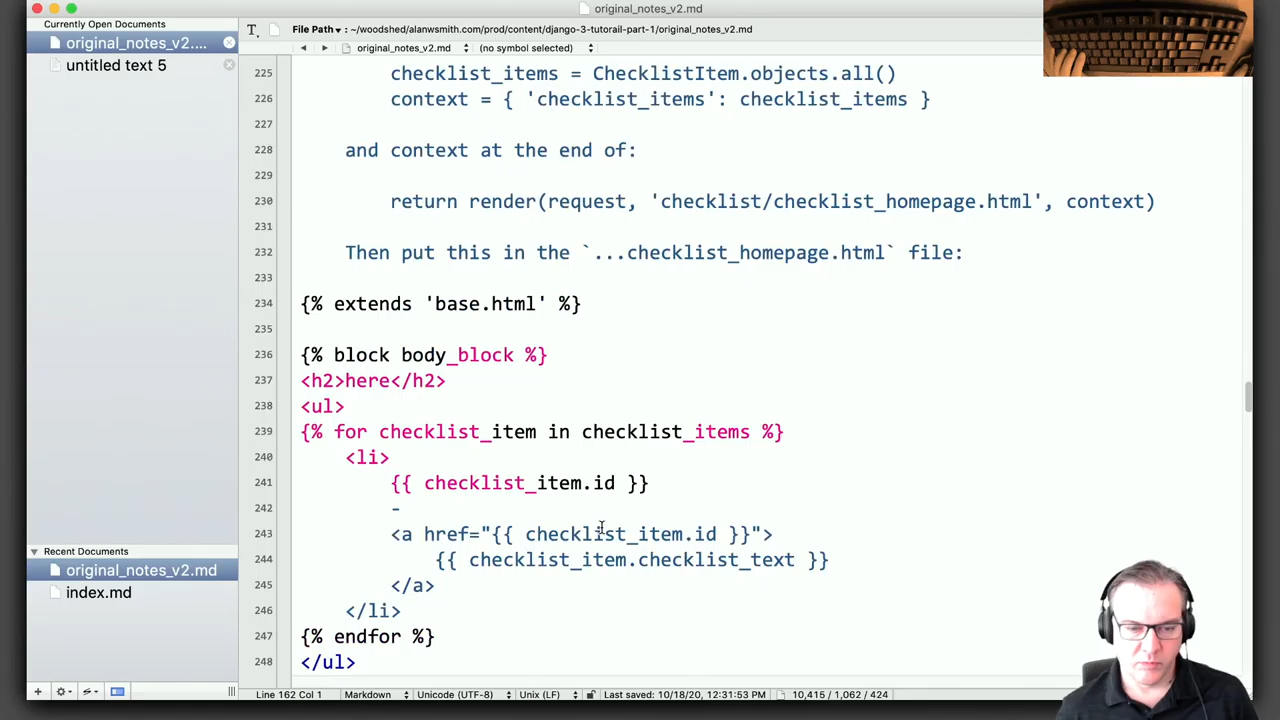 original_notes_v2.md
Currently Open Documents
original_notes_v2....
untitled text 5
File Path ▾ : ~/woodshed/alanwsmith.com/prod/content/django-3-tutorail-part-1/original_notes_v2.md
original_notes_v2.md (no symbol selected)
225 checklist_items = ChecklistItem.objects.all()
226 context = { 'checklist_items': checklist_items }
227
228 and context at the end of:
229
230 return render(request, 'checklist/checklist_homepage.html', context)
231
232 Then put this in the `...checklist_homepage.html` file:
233
234 {% extends 'base.html' %}
235
236 {% block body_block %}
237 <h2>here</h2>
238 <ul>
239 {% for checklist_item in checklist_items %}
240 <li>
241 {{ checklist_item.id }}
242 -
243 <a href="{{ checklist_item.id }}">
244 {{ checklist_item.checklist_text }}
245 </a>
246 </li>
247 {% endfor %}
248 </ul>
Recent Documents
original_notes_v2.md
index.md
Line 162 Col 1 Markdown Unicode (UTF-8) Unix (LF) Last saved: 10/18/20, 12:31:53 PM 10,415 / 1,062 / 424